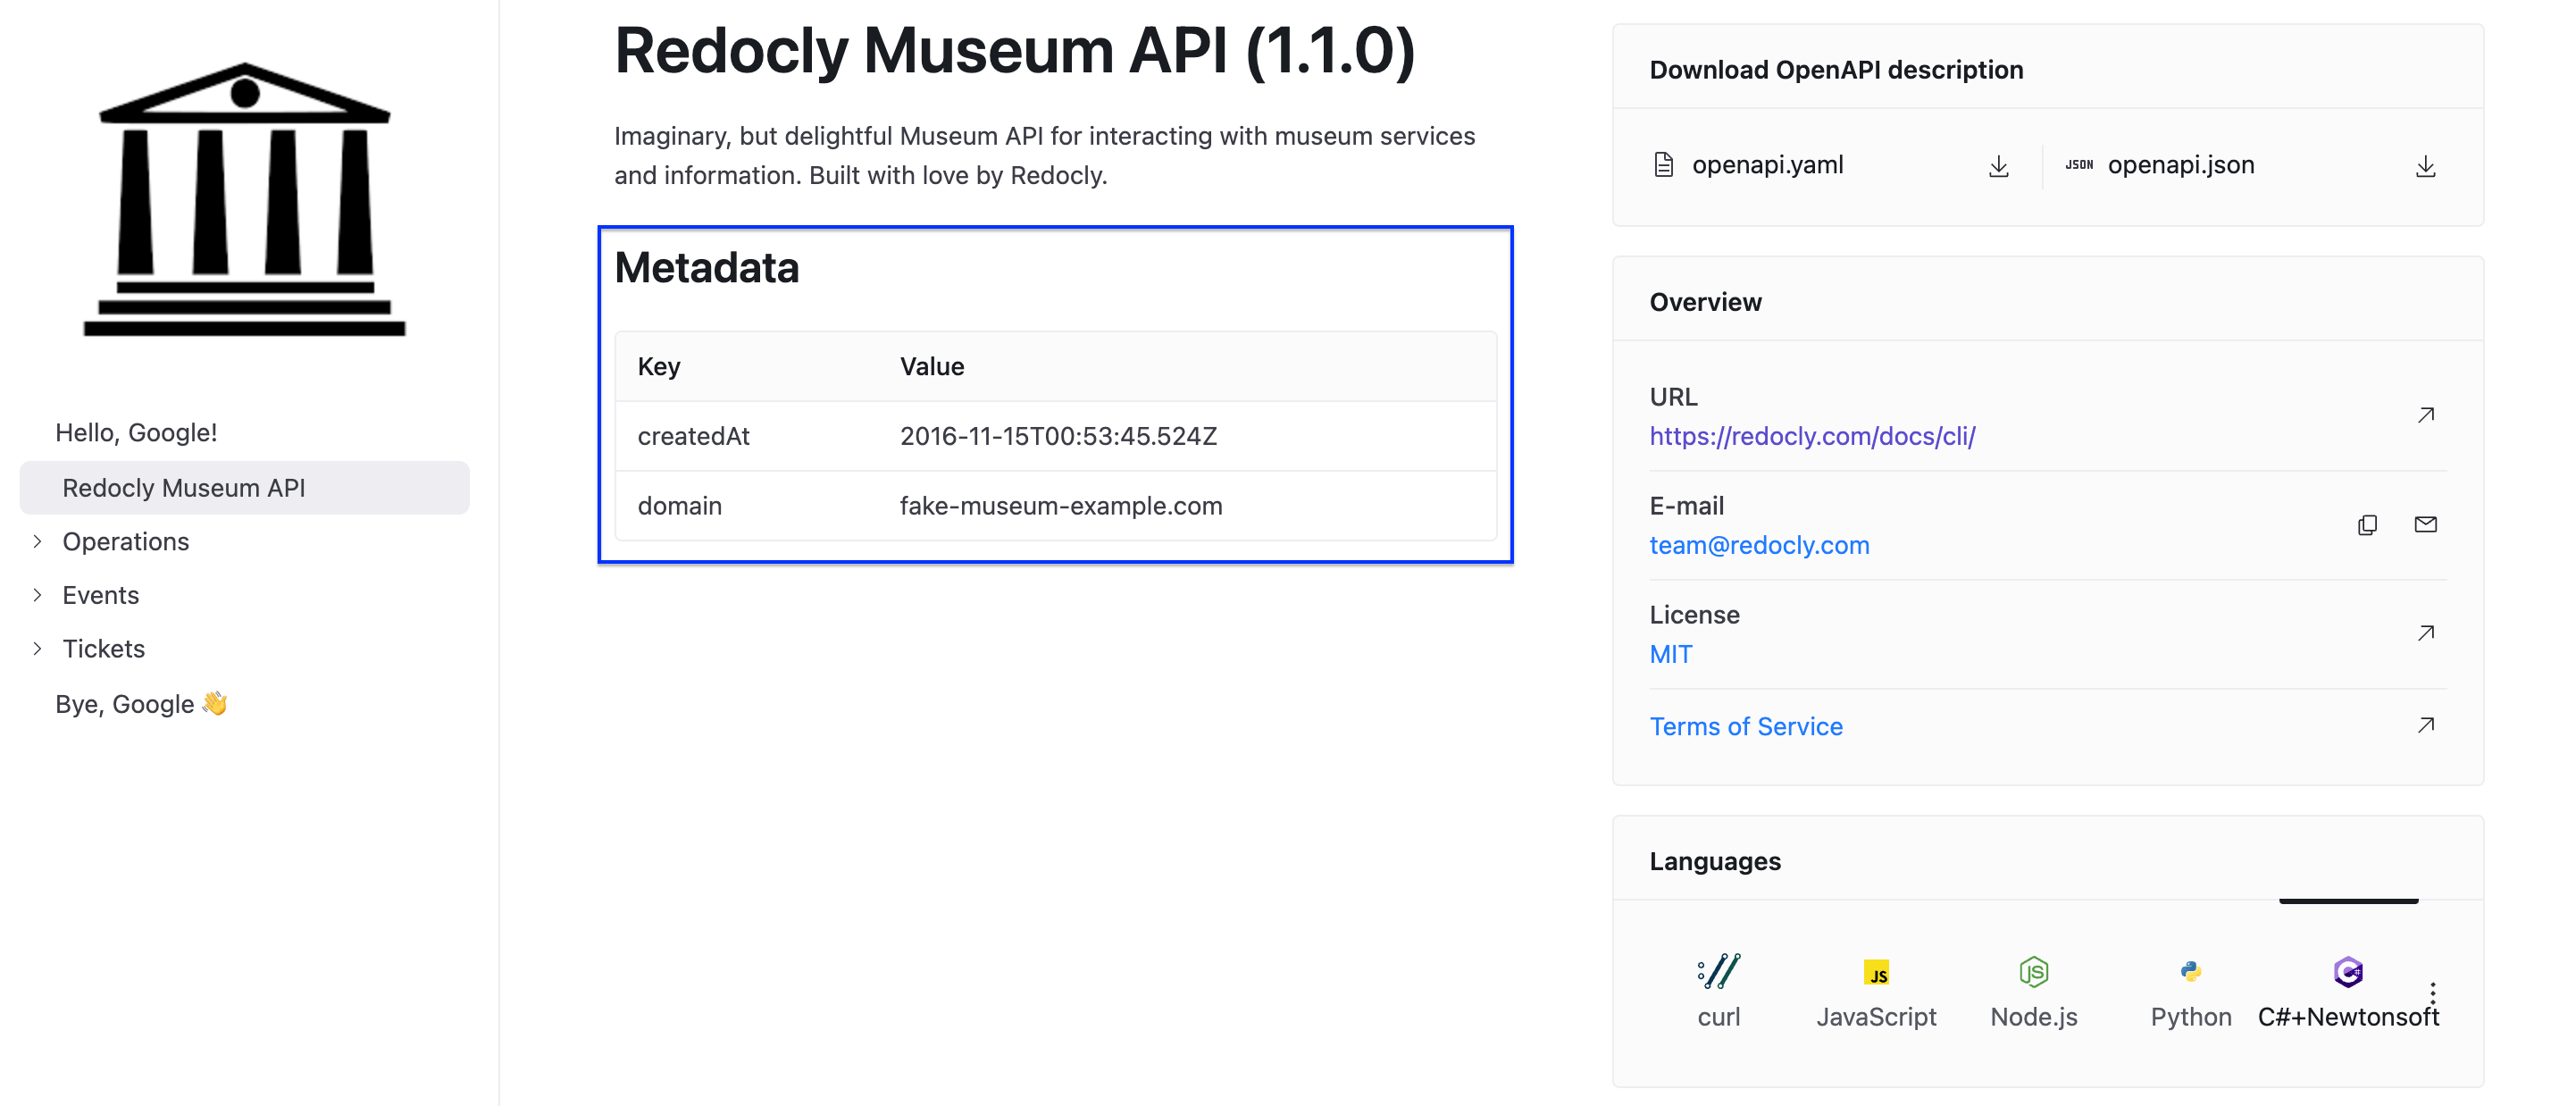 Hello, Google!
Redocly Museum API
Operations
Events
Tickets
Bye, Google 👋
Redocly Museum API (1.1.0)
Imaginary, but delightful Museum API for interacting with museum services
and information. Built with love by Redocly.
Metadata
Key Value
createdAt 2016-11-15T00:53:45.524Z
domain fake-museum-example.com
Download OpenAPI description
openapi.yaml JSON openapi.json
Overview
URL
https://redocly.com/docs/cli/
E-mail
team@redocly.com
License
MIT
Terms of Service
Languages
JS JS C#
curl JavaScript Node.js Python C#+Newtonsoft